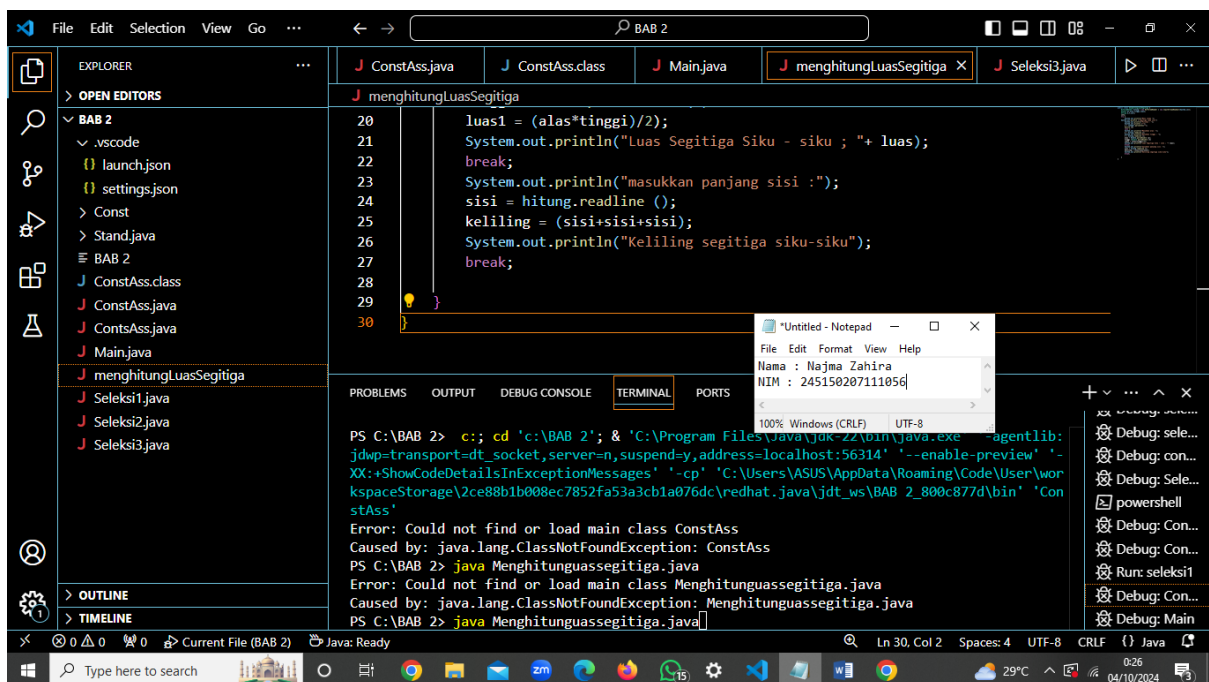 File Edit Selection View Go ··· BAB 2
EXPLORER ···
OPEN EDITORS
BAB 2
.vscode
{} launch.json
{} settings.json
Const
Stand.java
BAB 2
J ConstAss.class
J ConstAss.java
J ContsAss.java
J Main.java
J menghitungLuasSegitiga
J Seleksi1.java
J Seleksi2.java
J Seleksi3.java
OUTLINE
TIMELINE
J ConstAss.java J ConstAss.class J Main.java J menghitungLuasSegitiga J Seleksi3.java ···
J menghitungLuasSegitiga
20 luas1 = (alas*tinggi)/2);
21 System.out.println("Luas Segitiga Siku - siku ; "+ luas);
22 break;
23 System.out.println("masukkan panjang sisi :");
24 sisi = hitung.readline ();
25 keliling = (sisi+sisi+sisi);
26 System.out.println("Keliling segitiga siku-siku");
27 break;
28
29 }
30 }
*Untitled - Notepad
File Edit Format View Help
Nama : Najma Zahira
NIM : 245150207111056
100% Windows (CRLF) UTF-8
PROBLEMS OUTPUT DEBUG CONSOLE TERMINAL PORTS
PS C:\BAB 2> c:; cd 'c:\BAB 2'; & 'C:\Program Files\Java\jdk-22\bin\java.exe' '-agentlib:
jdwp=transport=dt_socket,server=n,suspend=y,address=localhost:56314' '--enable-preview' '-
XX:+ShowCodeDetailsInExceptionMessages' '-cp' 'C:\Users\ASUS\AppData\Roaming\Code\User\wor
kspaceStorage\2ce88b1b008ec7852fa53a3cb1a076dc\redhat.java\jdt_ws\BAB 2_800c877d\bin' 'Con
stAss'
Error: Could not find or load main class ConstAss
Caused by: java.lang.ClassNotFoundException: ConstAss
PS C:\BAB 2> java Menghitunguassegitiga.java
Error: Could not find or load main class Menghitunguassegitiga.java
Caused by: java.lang.ClassNotFoundException: Menghitunguassegitiga.java
PS C:\BAB 2> java Menghitunguassegitiga.java
Debug: sele...
Debug: con...
Debug: Sele...
powershell
Debug: Con...
Debug: Con...
Run: seleksi1
Debug: Con...
Debug: Main
1
0 0 0 Current File (BAB 2) Java: Ready Ln 30, Col 2 Spaces: 4 UTF-8 CRLF {} Java
Type here to search zm 15 29°C 0:26
04/10/2024 3